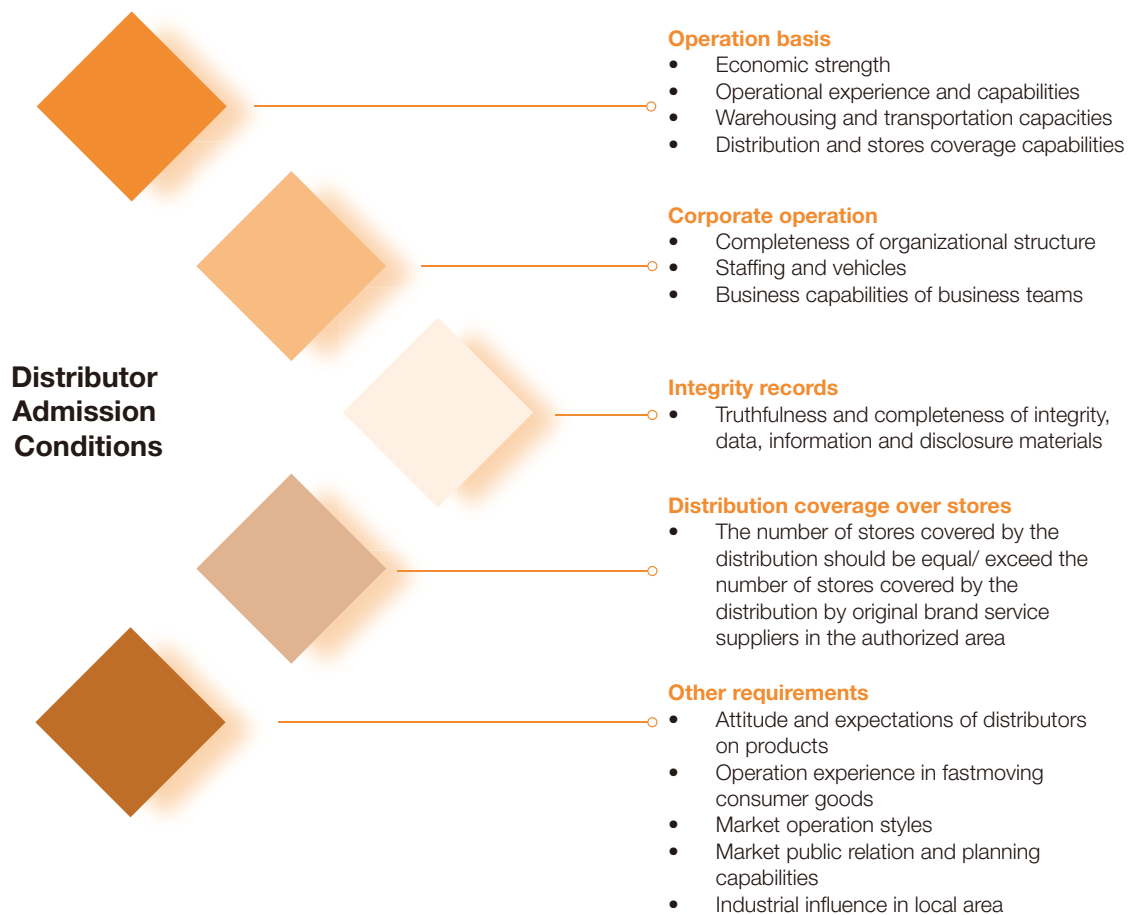 Distributor
Admission
Conditions
Operation basis
• Economic strength
• Operational experience and capabilities
• Warehousing and transportation capacities
• Distribution and stores coverage capabilities
Corporate operation
• Completeness of organizational structure
• Staffing and vehicles
• Business capabilities of business teams
Integrity records
• Truthfulness and completeness of integrity,
data, information and disclosure materials
Distribution coverage over stores
• The number of stores covered by the
distribution should be equal/ exceed the
number of stores covered by the
distribution by original brand service
suppliers in the authorized area
Other requirements
• Attitude and expectations of distributors
on products
• Operation experience in fastmoving
consumer goods
• Market operation styles
• Market public relation and planning
capabilities
• Industrial influence in local area